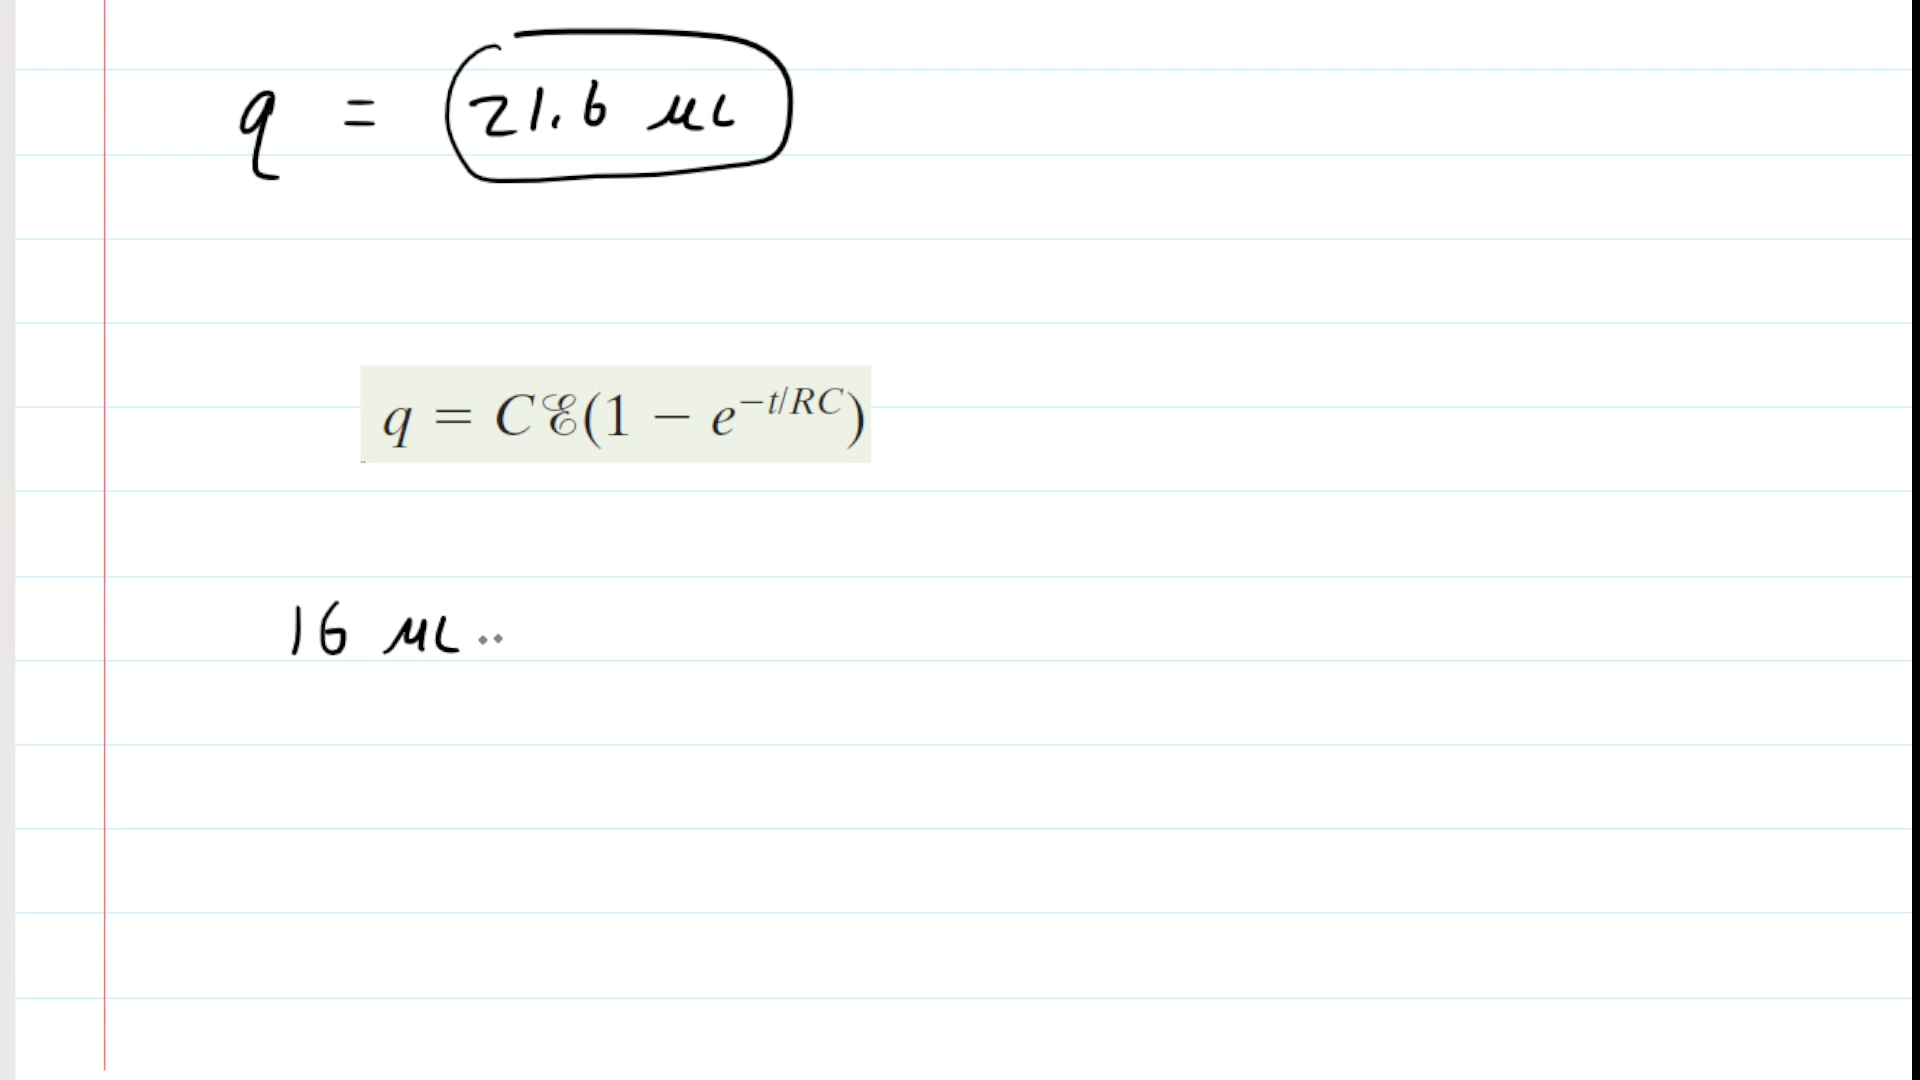 q = 21.6 μC
q = Cℰ(1 − e^{−t/RC})
16 μC